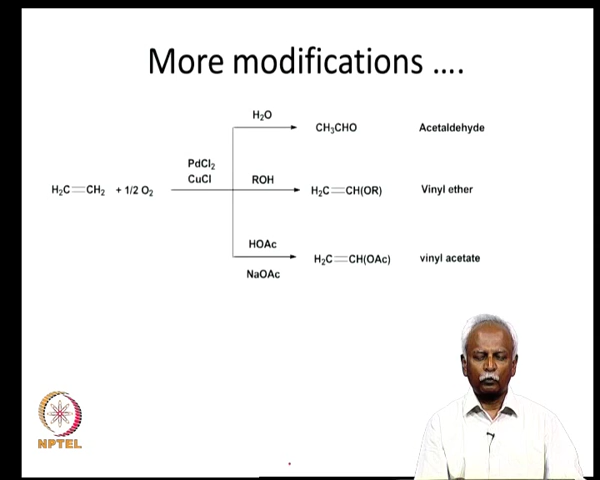 More modifications ....
H₂O
CH₃CHO Acetaldehyde
PdCl₂
CuCl
ROH
H₂C=CH₂ + 1/2 O₂
H₂C=CH(OR) Vinyl ether
HOAc
H₂C=CH(OAc) vinyl acetate
NaOAc
NPTEL